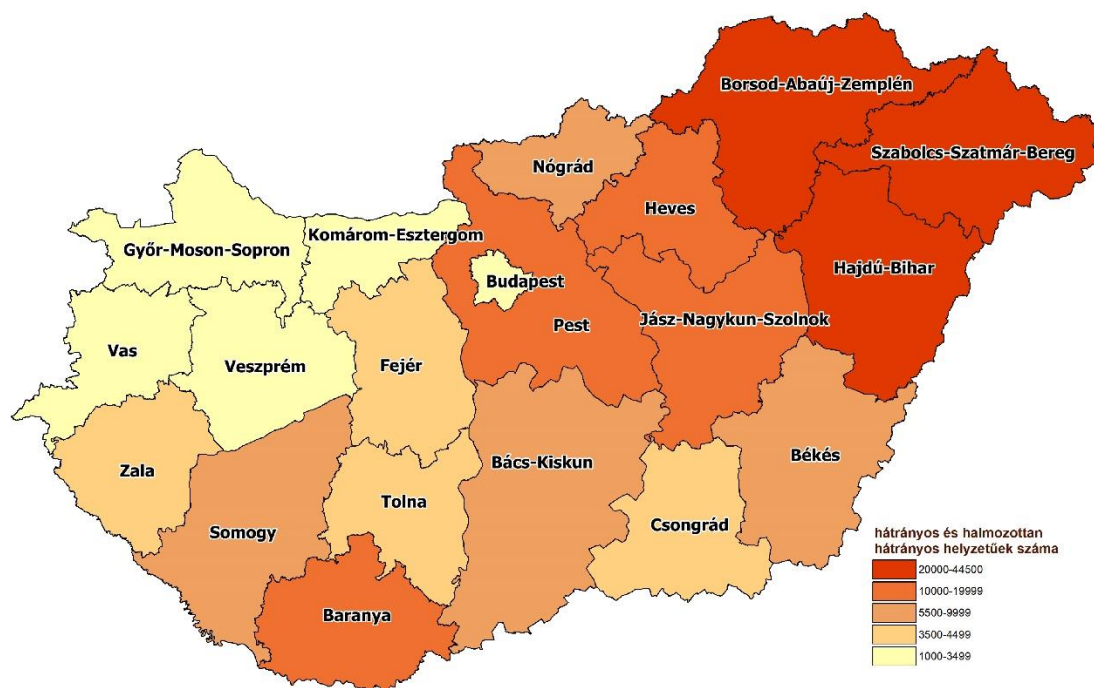 Borsod-Abaúj-Zemplén
Szabolcs-Szatmár-Bereg
Nógrád
Heves
Győr-Moson-Sopron
Komárom-Esztergom
Hajdú-Bihar
Budapest
Jász-Nagykun-Szolnok
Pest
Vas
Veszprém
Fejér
Zala
Bács-Kiskun
Békés
Tolna
Somogy
Csongrád
Baranya
hátrányos és halmozottan
hátrányos helyzetűek száma
20000-44500
10000-19999
5500-9999
3500-4499
1000-3499